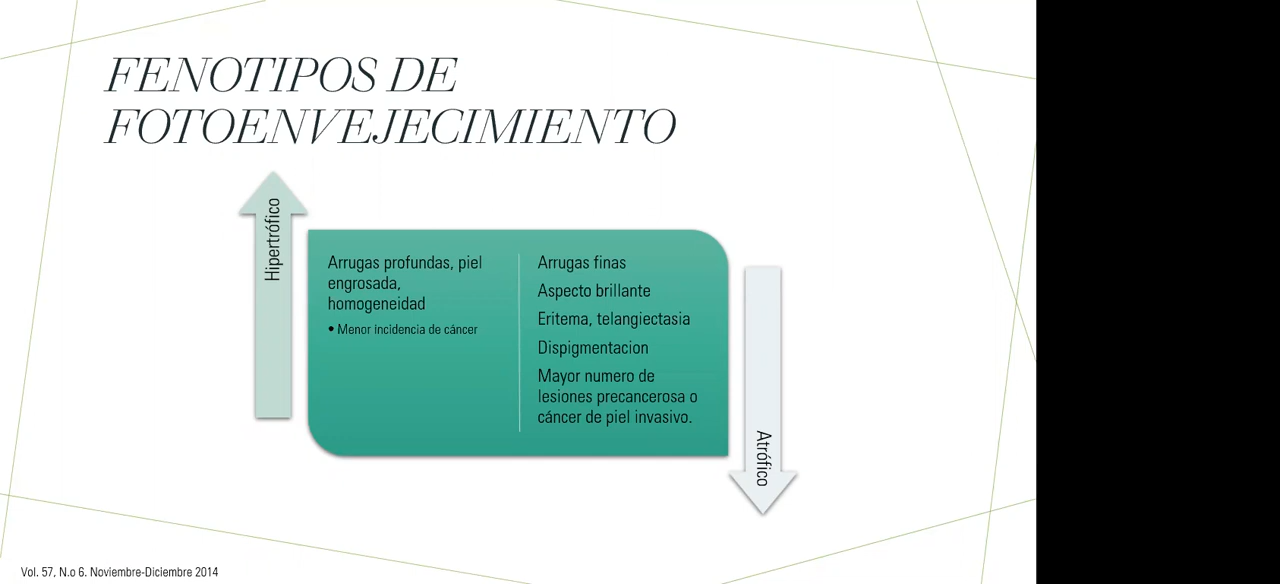 FENOTIPOS DE
FOTOENVEJECIMIENTO
Hipertrófico
Arrugas profundas, piel
engrosada,
homogeneidad
• Menor incidencia de cáncer
Arrugas finas
Aspecto brillante
Eritema, telangiectasia
Dispigmentacion
Mayor numero de
lesiones precancerosa o
cáncer de piel invasivo.
Atrófico
Vol. 57, N.o 6. Noviembre-Diciembre 2014